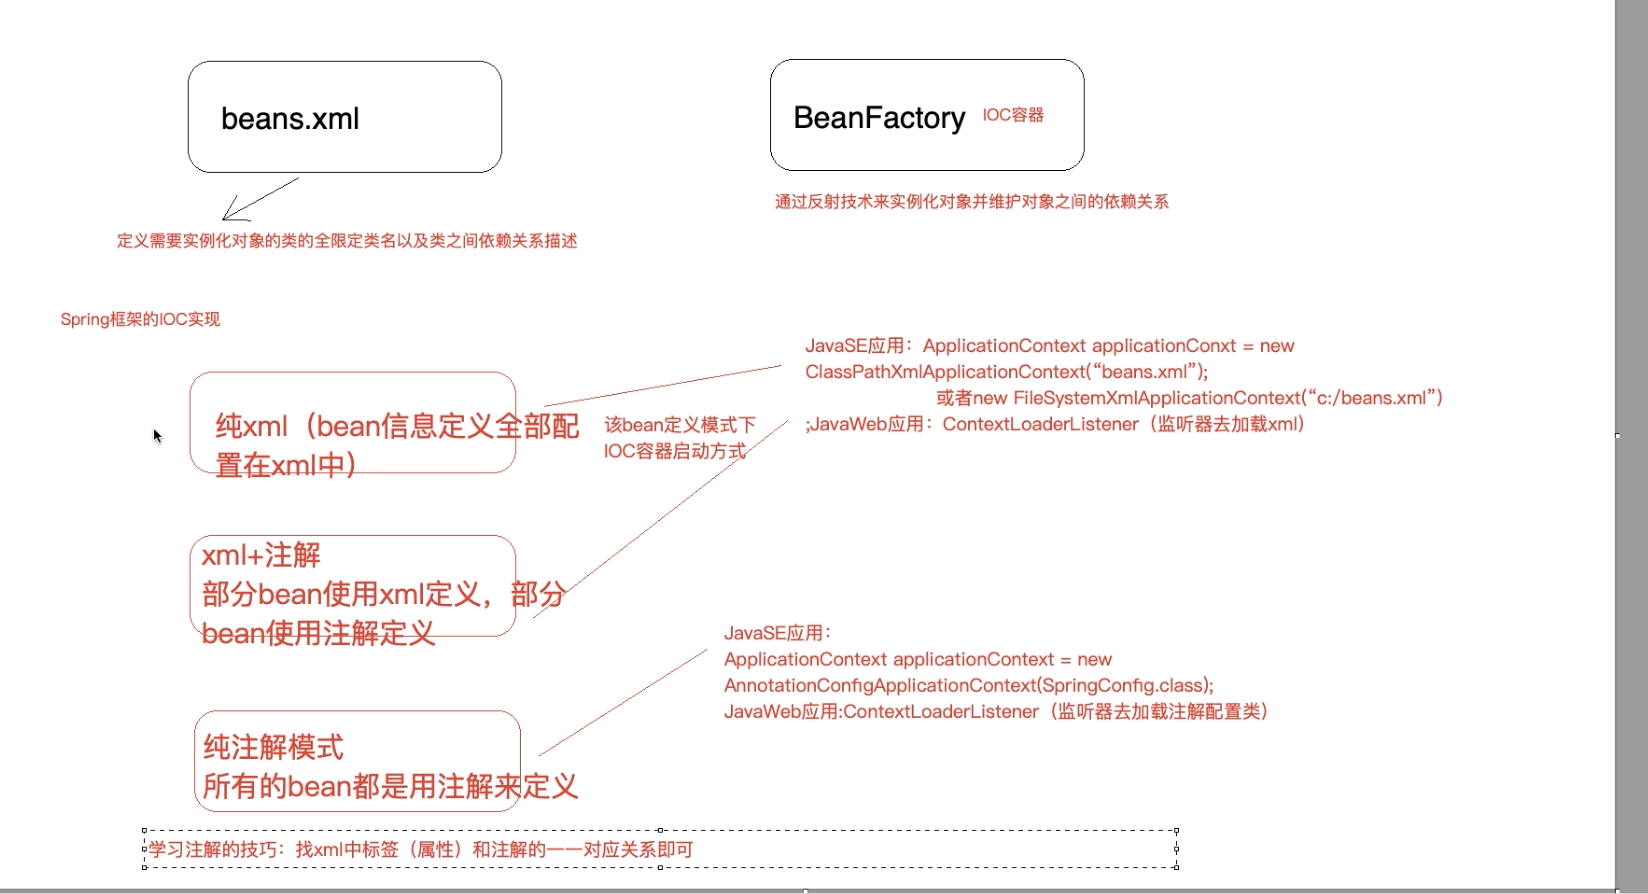 beans.xml
BeanFactory IOC容器
通过反射技术来实例化对象并维护对象之间的依赖关系
定义需要实例化对象的类的全限定类名以及类之间依赖关系描述
Spring框架的IOC实现
纯xml（bean信息定义全部配
置在xml中）
该bean定义模式下
IOC容器启动方式
JavaSE应用：ApplicationContext applicationConxt = new
ClassPathXmlApplicationContext(“beans.xml”);
或者new FileSystemXmlApplicationContext(“c:/beans.xml”)
;JavaWeb应用：ContextLoaderListener（监听器去加载xml）
xml+注解
部分bean使用xml定义，部分
bean使用注解定义
JavaSE应用：
ApplicationContext applicationContext = new
AnnotationConfigApplicationContext(SpringConfig.class);
JavaWeb应用:ContextLoaderListener（监听器去加载注解配置类）
纯注解模式
所有的bean都是用注解来定义
学习注解的技巧：找xml中标签（属性）和注解的一一对应关系即可